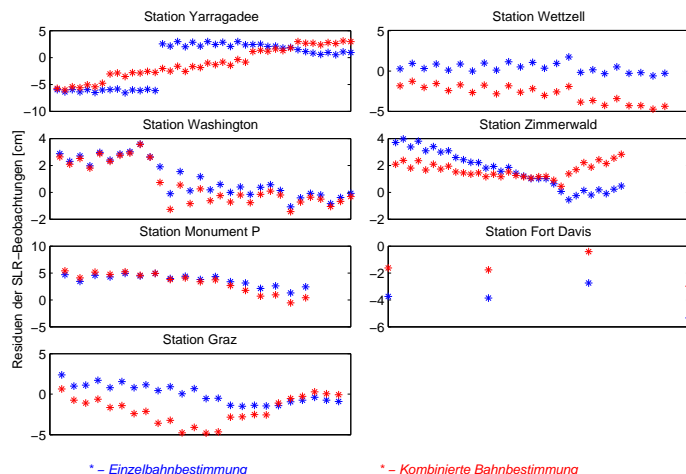 Station Yarragadee
5
0
−5
−10
Station Wettzell
5
0
−5
Station Washington
4
2
0
−2
Station Zimmerwald
4
2
0
−2
Station Monument P
10
5
0
−5
Station Fort Davis
0
−2
−4
−6
Station Graz
5
0
−5
Residuen der SLR−Beobachtungen [cm]
* − Einzelbahnbestimmung
* − Kombinierte Bahnbestimmung